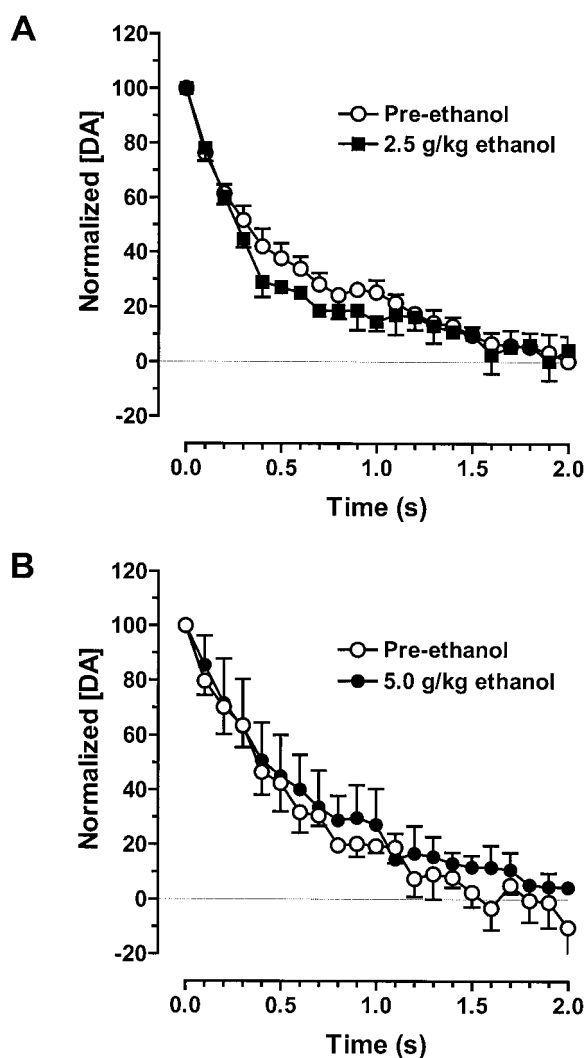 A
120
100
80
60
40
20
0
-20
Normalized [DA]
Pre-ethanol
2.5 g/kg ethanol
0.0 0.5 1.0 1.5 2.0
Time (s)
B
120
100
80
60
40
20
0
-20
Normalized [DA]
Pre-ethanol
5.0 g/kg ethanol
0.0 0.5 1.0 1.5 2.0
Time (s)